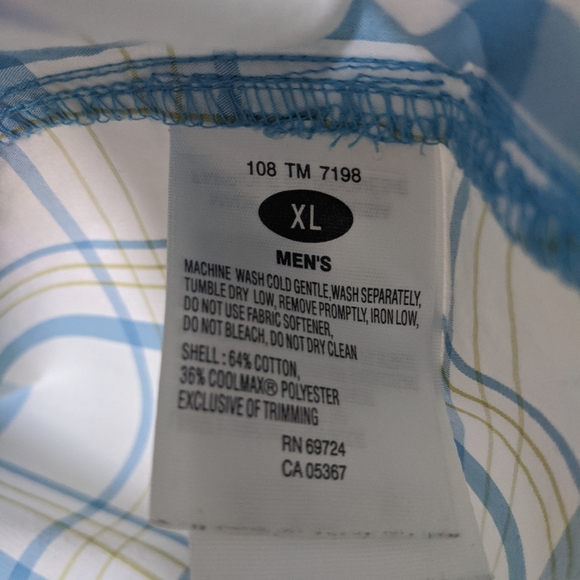 108 TM 7198
XL
MEN'S
MACHINE WASH COLD GENTLE,WASH SEPARATELY,
TUMBLE DRY LOW, REMOVE PROMPTLY, IRON LOW,
DO NOT USE FABRIC SOFTENER,
DO NOT BLEACH, DO NOT DRY CLEAN
SHELL : 64% COTTON,
36% COOLMAX® POLYESTER
EXCLUSIVE OF TRIMMING
RN 69724
CA 05367